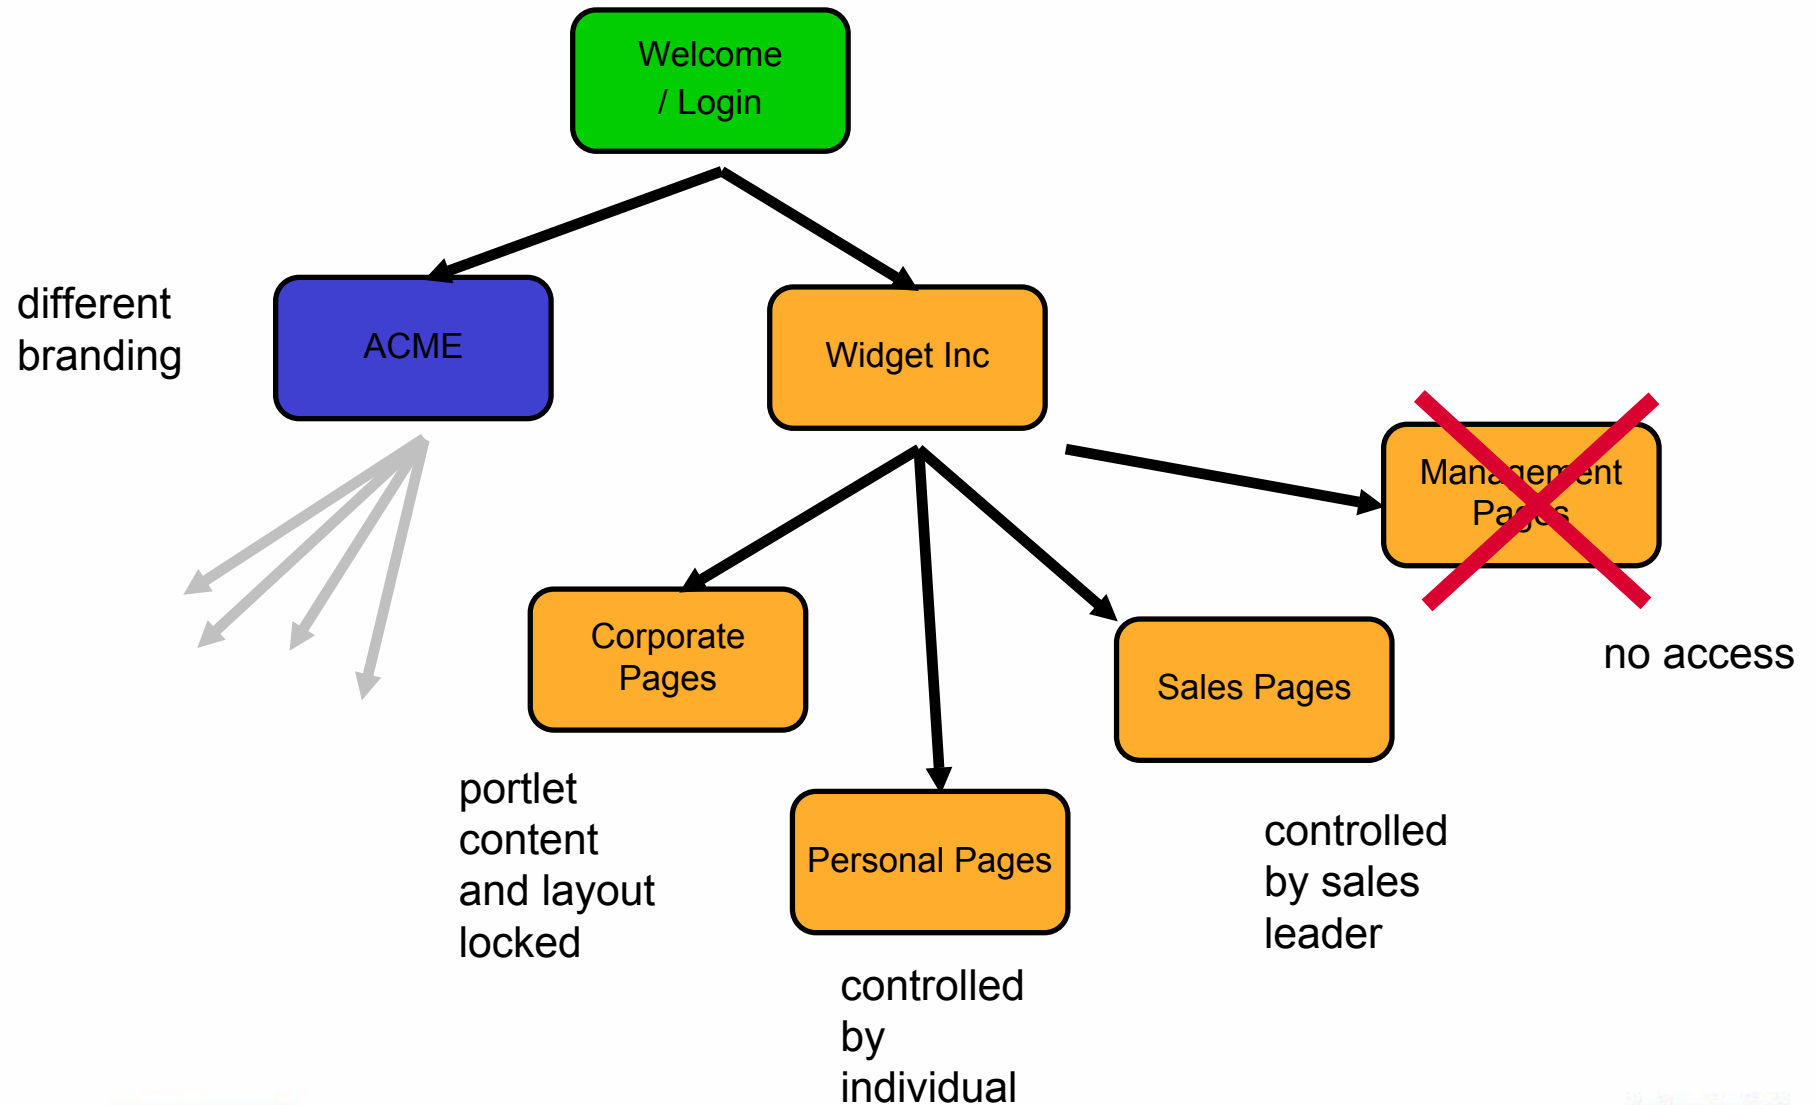 Welcome
/ Login
different
branding
ACME
Widget Inc
Management
Pages
no access
Corporate
Pages
Sales Pages
portlet
content
and layout
locked
Personal Pages
controlled
by sales
leader
controlled
by
individual